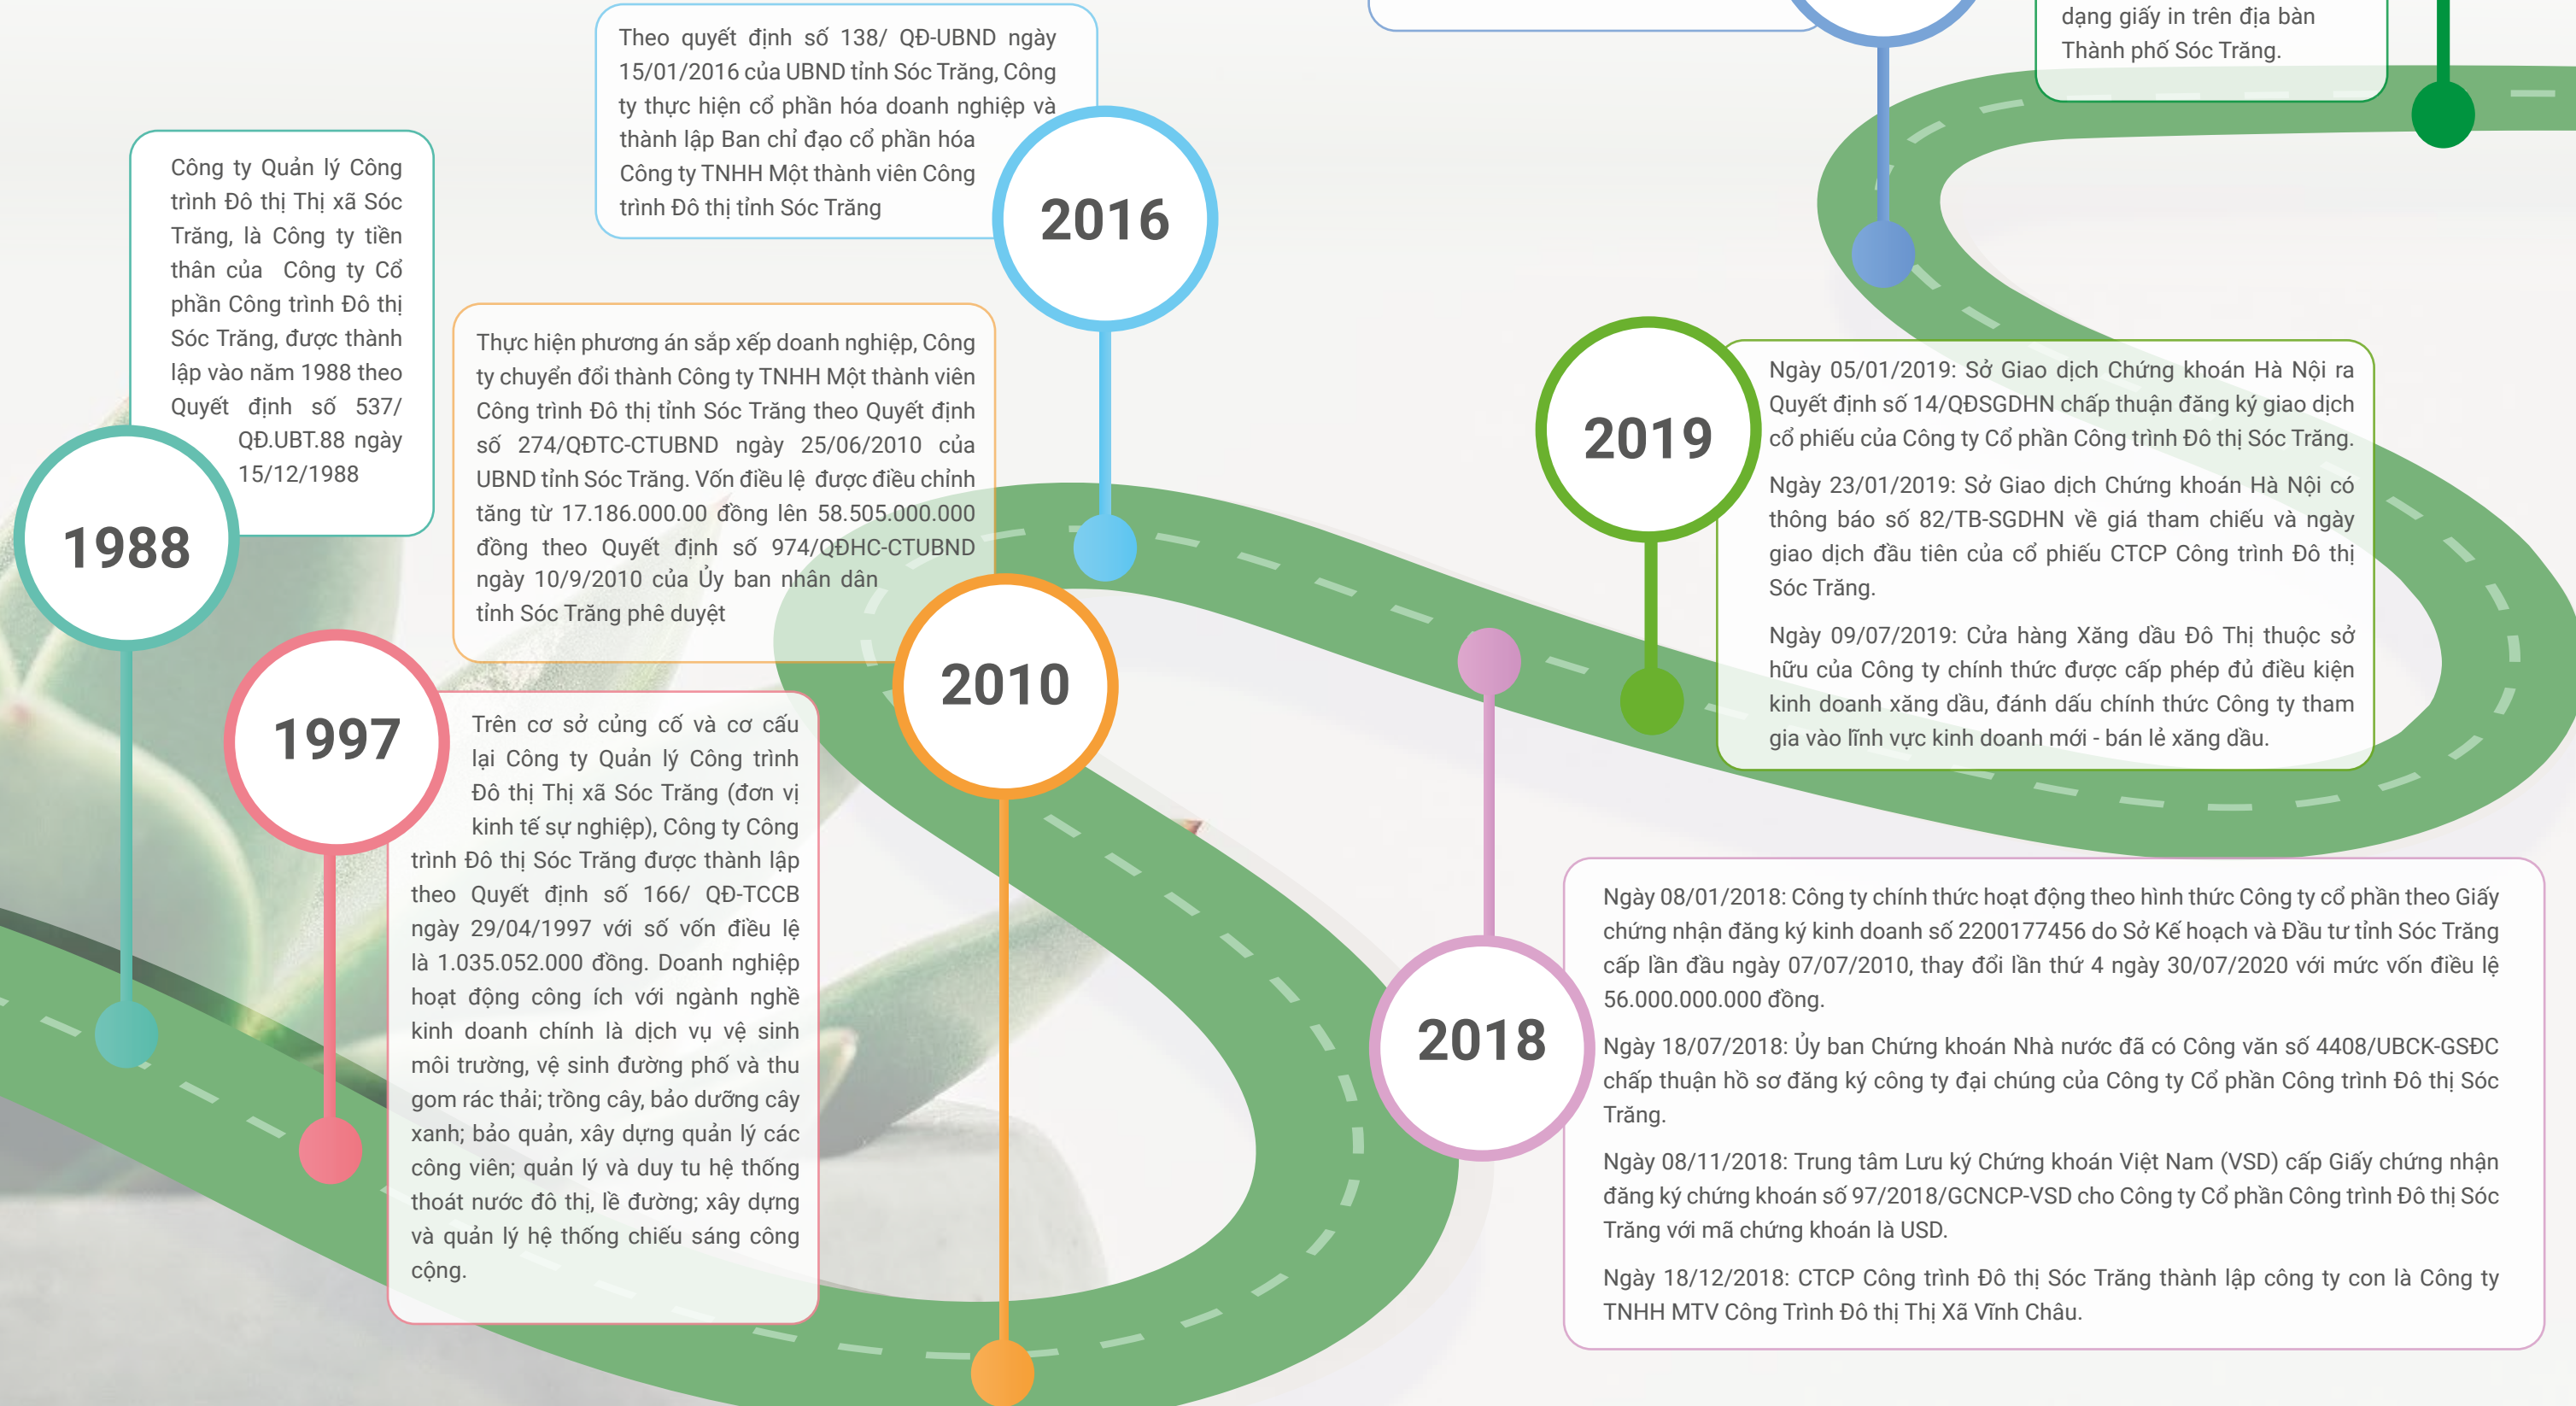 dạng giấy in trên địa bàn
Thành phố Sóc Trăng.
Theo quyết định số 138/ QĐ-UBND ngày
15/01/2016 của UBND tỉnh Sóc Trăng, Công
ty thực hiện cổ phần hóa doanh nghiệp và
thành lập Ban chỉ đạo cổ phần hóa
Công ty TNHH Một thành viên Công
trình Đô thị tỉnh Sóc Trăng
2016
Công ty Quản lý Công
trình Đô thị Thị xã Sóc
Trăng, là Công ty tiền
thân của Công ty Cổ
phần Công trình Đô thị
Sóc Trăng, được thành
lập vào năm 1988 theo
Quyết định số 537/
QĐ.UBT.88 ngày
15/12/1988
1988
Thực hiện phương án sắp xếp doanh nghiệp, Công
ty chuyển đổi thành Công ty TNHH Một thành viên
Công trình Đô thị tỉnh Sóc Trăng theo Quyết định
số 274/QĐTC-CTUBND ngày 25/06/2010 của
UBND tỉnh Sóc Trăng. Vốn điều lệ được điều chỉnh
tăng từ 17.186.000.00 đồng lên 58.505.000.000
đồng theo Quyết định số 974/QĐHC-CTUBND
ngày 10/9/2010 của Ủy ban nhân dân
tỉnh Sóc Trăng phê duyệt
2010
1997
Trên cơ sở củng cố và cơ cấu
lại Công ty Quản lý Công trình
Đô thị Thị xã Sóc Trăng (đơn vị
kinh tế sự nghiệp), Công ty Công
trình Đô thị Sóc Trăng được thành lập
theo Quyết định số 166/ QĐ-TCCB
ngày 29/04/1997 với số vốn điều lệ
là 1.035.052.000 đồng. Doanh nghiệp
hoạt động công ích với ngành nghề
kinh doanh chính là dịch vụ vệ sinh
môi trường, vệ sinh đường phố và thu
gom rác thải; trồng cây, bảo dưỡng cây
xanh; bảo quản, xây dựng quản lý các
công viên; quản lý và duy tu hệ thống
thoát nước đô thị, lề đường; xây dựng
và quản lý hệ thống chiếu sáng công
cộng.
2019
Ngày 05/01/2019: Sở Giao dịch Chứng khoán Hà Nội ra
Quyết định số 14/QĐSGDHN chấp thuận đăng ký giao dịch
cổ phiếu của Công ty Cổ phần Công trình Đô thị Sóc Trăng.
Ngày 23/01/2019: Sở Giao dịch Chứng khoán Hà Nội có
thông báo số 82/TB-SGDHN về giá tham chiếu và ngày
giao dịch đầu tiên của cổ phiếu CTCP Công trình Đô thị
Sóc Trăng.
Ngày 09/07/2019: Cửa hàng Xăng dầu Đô Thị thuộc sở
hữu của Công ty chính thức được cấp phép đủ điều kiện
kinh doanh xăng dầu, đánh dấu chính thức Công ty tham
gia vào lĩnh vực kinh doanh mới - bán lẻ xăng dầu.
2018
Ngày 08/01/2018: Công ty chính thức hoạt động theo hình thức Công ty cổ phần theo Giấy
chứng nhận đăng ký kinh doanh số 2200177456 do Sở Kế hoạch và Đầu tư tỉnh Sóc Trăng
cấp lần đầu ngày 07/07/2010, thay đổi lần thứ 4 ngày 30/07/2020 với mức vốn điều lệ
56.000.000.000 đồng.
Ngày 18/07/2018: Ủy ban Chứng khoán Nhà nước đã có Công văn số 4408/UBCK-GSĐC
chấp thuận hồ sơ đăng ký công ty đại chúng của Công ty Cổ phần Công trình Đô thị Sóc
Trăng.
Ngày 08/11/2018: Trung tâm Lưu ký Chứng khoán Việt Nam (VSD) cấp Giấy chứng nhận
đăng ký chứng khoán số 97/2018/GCNCP-VSD cho Công ty Cổ phần Công trình Đô thị Sóc
Trăng với mã chứng khoán là USD.
Ngày 18/12/2018: CTCP Công trình Đô thị Sóc Trăng thành lập công ty con là Công ty
TNHH MTV Công Trình Đô thị Thị Xã Vĩnh Châu.